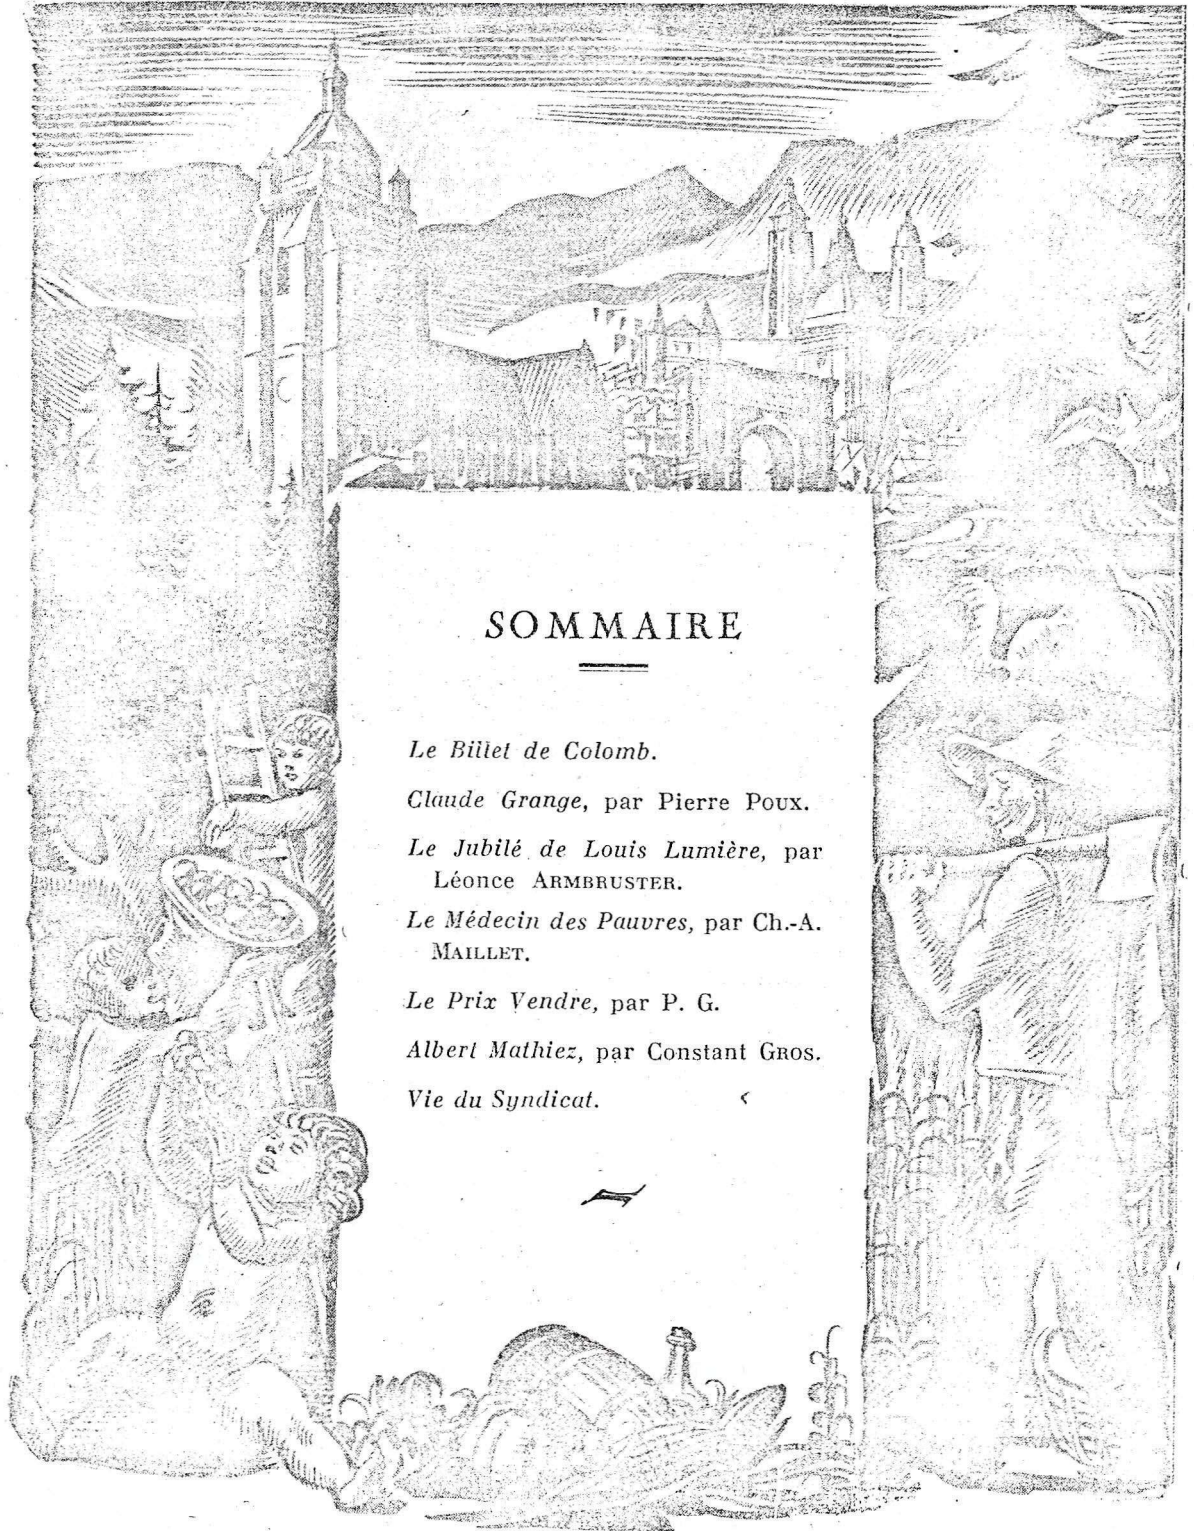 SOMMAIRE
Le Billet de Colomb.
Claude Grange, par Pierre POUX.
Le Jubilé de Louis Lumière, par
Léonce ARMBRUSTER.
Le Médecin des Pauvres, par Ch.-A.
MAILLET.
Le Prix Vendre, par P. G.
Albert Mathiez, par Constant GROS.
Vie du Syndicat.